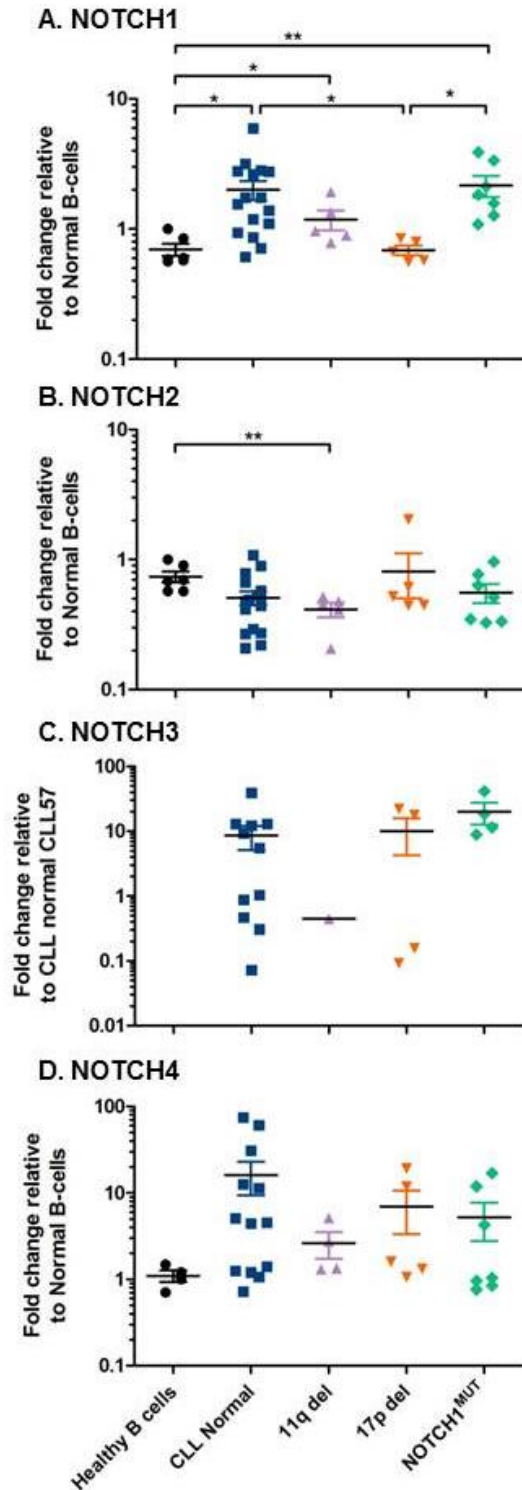 A. NOTCH1
**
*
* * *
10
1
0.1
Fold change relative
to Normal B-cells
B. NOTCH2
**
10
1
0.1
Fold change relative
to Normal B-cells
C. NOTCH3
100
10
1
0.1
0.01
Fold change relative
to CLL normal CLL57
D. NOTCH4
100
10
1
0.1
Fold change relative
to Normal B-cells
Healthy B cells
CLL Normal
11q del
17p del
NOTCH1MUT